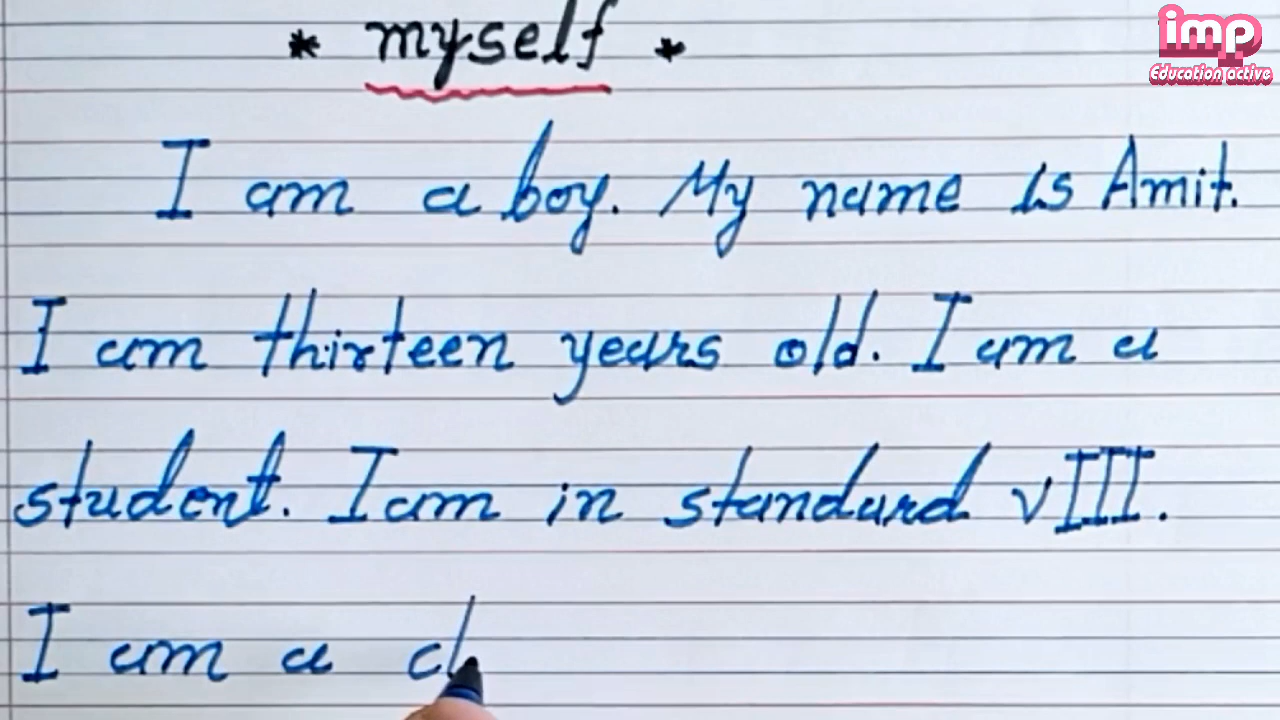 imp
Education active
* myself *
I am a boy. My name is Amit.
I am thirteen years old. I am a
student. I am in standard VIII.
I am a